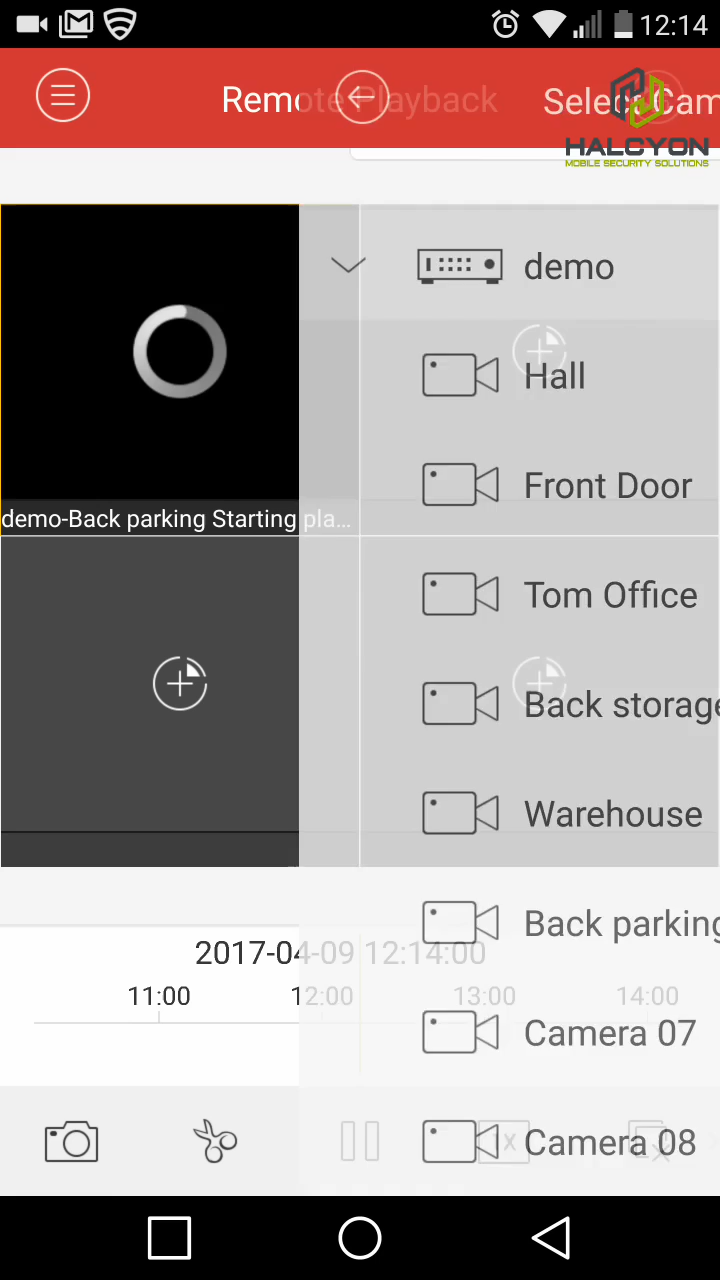 12:14
Remote Playback
Select Cam
HALCYON
MOBILE SECURITY SOLUTIONS
demo
Hall
Front Door
demo-Back parking Starting pla...
Tom Office
Back storage
Warehouse
Back parking
2017-04-09 12:14:00
11:00 12:00 13:00 14:00
Camera 07
1X
Camera 08